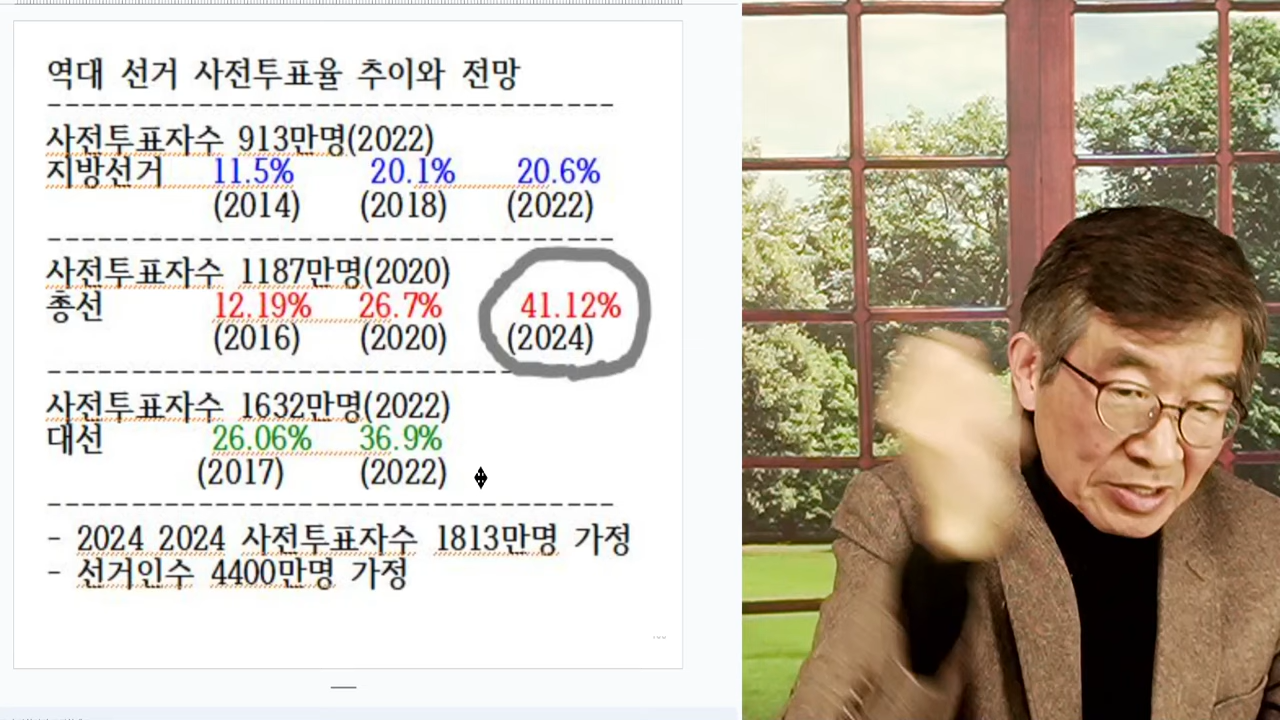 역대 선거 사전투표율 추이와 전망
사전투표자수 913만명(2022)
지방선거 11.5% 20.1% 20.6%
(2014) (2018) (2022)
사전투표자수 1187만명(2020)
총선 12.19% 26.7% 41.12%
(2016) (2020) (2024)
사전투표자수 1632만명(2022)
대선 26.06% 36.9%
(2017) (2022)
- 2024 2024 사전투표자수 1813만명 가정
- 선거인수 4400만명 가정